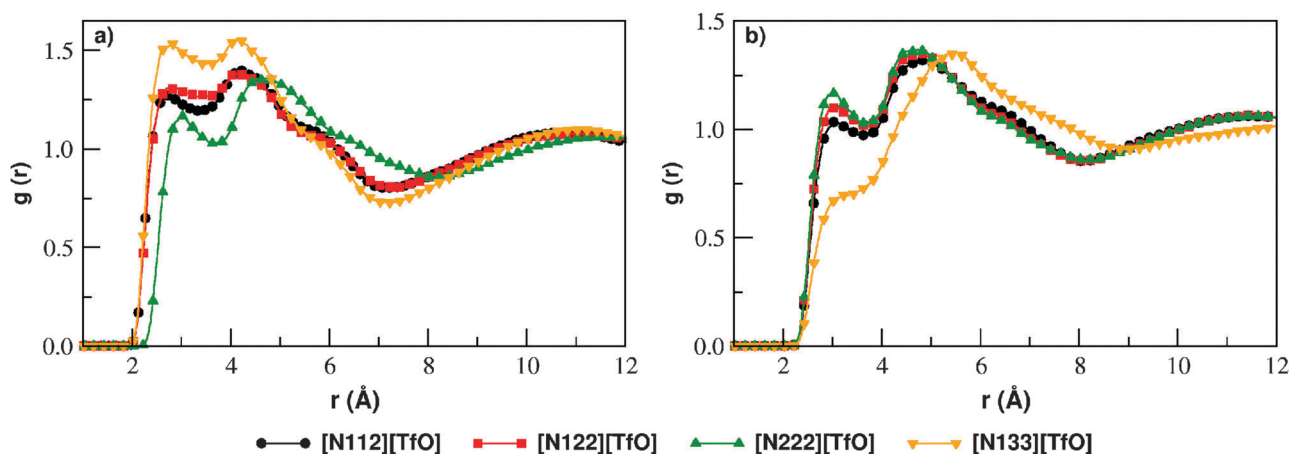 a)
1.5
1.0
0.5
0.0
g (r)
2 4 6 8 10 12
r (Å)
b)
1.5
1.0
0.5
0.0
g (r)
2 4 6 8 10 12
r (Å)
[N112][TfO] [N122][TfO] [N222][TfO] [N133][TfO]